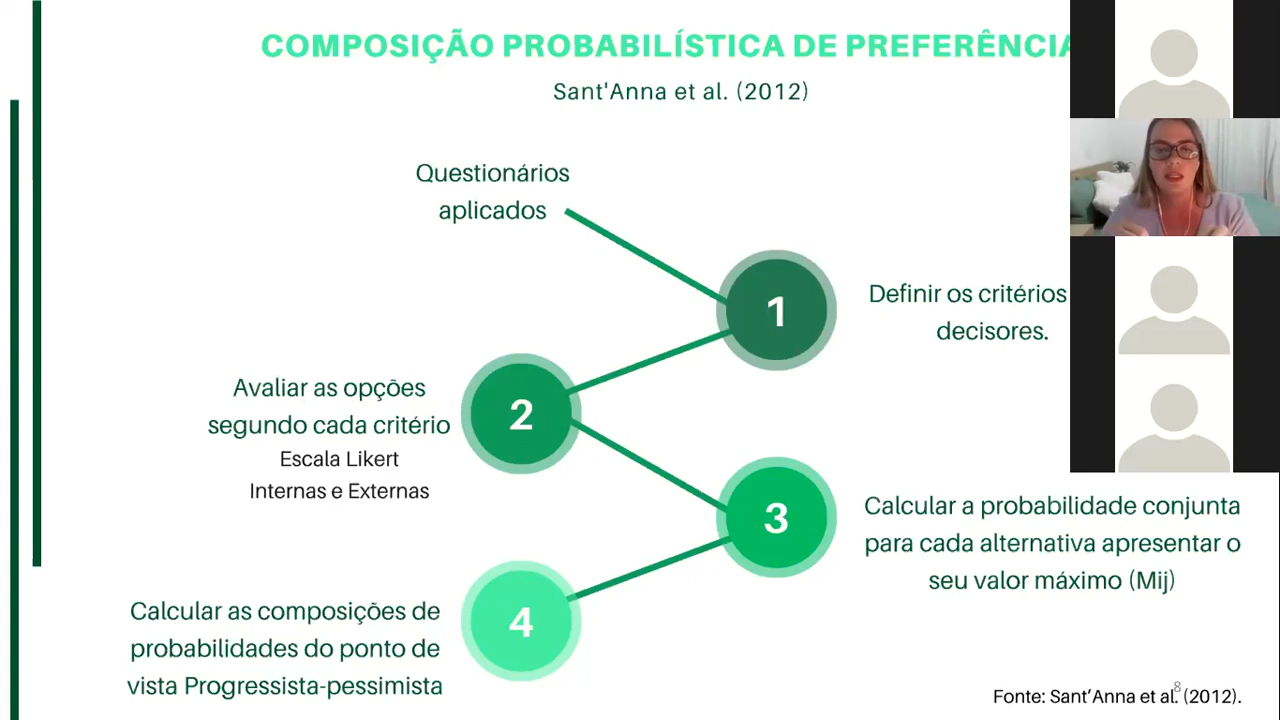 COMPOSIÇÃO PROBABILÍSTICA DE PREFERÊNCIA
Sant'Anna et al. (2012)
Questionários
aplicados
1
Definir os critérios
decisores.
Avaliar as opções
segundo cada critério
Escala Likert
Internas e Externas
2
3
Calcular a probabilidade conjunta
para cada alternativa apresentar o
seu valor máximo (Mij)
Calcular as composições de
probabilidades do ponto de
vista Progressista-pessimista
4
8
Fonte: Sant’Anna et al. (2012).